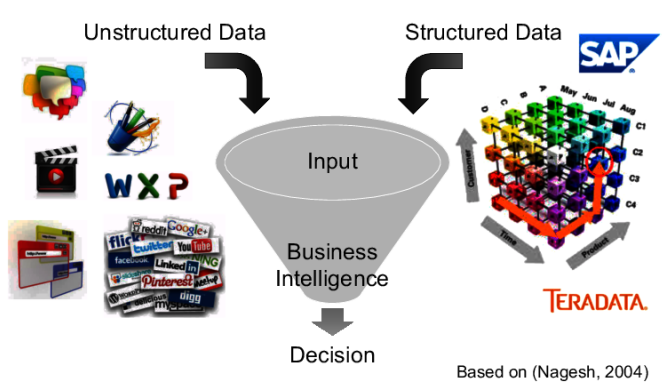 Unstructured Data
Structured Data
SAP
Input
Business
Intelligence
Decision
W X P
reddit
Google+
flickr
twitter
YouTube
facebook
LinkedIn
Pinterest
digg
D C B A May Jun Jul Aug
C1
C2
C3
C4
Customer
Time
Product
TERADATA
Based on (Nagesh, 2004)